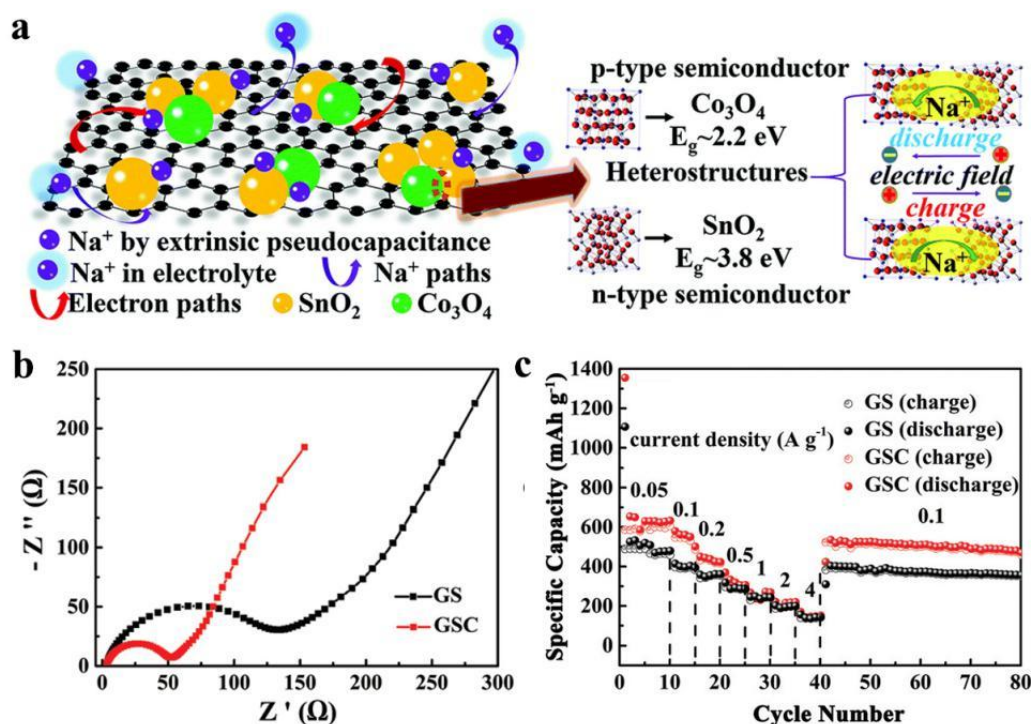 a
p-type semiconductor
Co₃O₄
E_g~2.2 eV
Heterostructures
SnO₂
E_g~3.8 eV
n-type semiconductor
Na⁺
discharge
electric field
charge
Na⁺
Na⁺ by extrinsic pseudocapacitance
Na⁺ in electrolyte
Na⁺ paths
Electron paths
SnO₂
Co₃O₄
b
250
200
150
100
50
0
- Z '' (Ω)
GS
GSC
0 50 100 150 200 250 300
Z ' (Ω)
c
1400
1200
1000
800
600
400
200
0
Specific Capacity (mAh g⁻¹)
GS (charge)
GS (discharge)
GSC (charge)
GSC (discharge)
current density (A g⁻¹)
0.05
0.1
0.2
0.5
1
2
4
0.1
0 10 20 30 40 50 60 70 80
Cycle Number